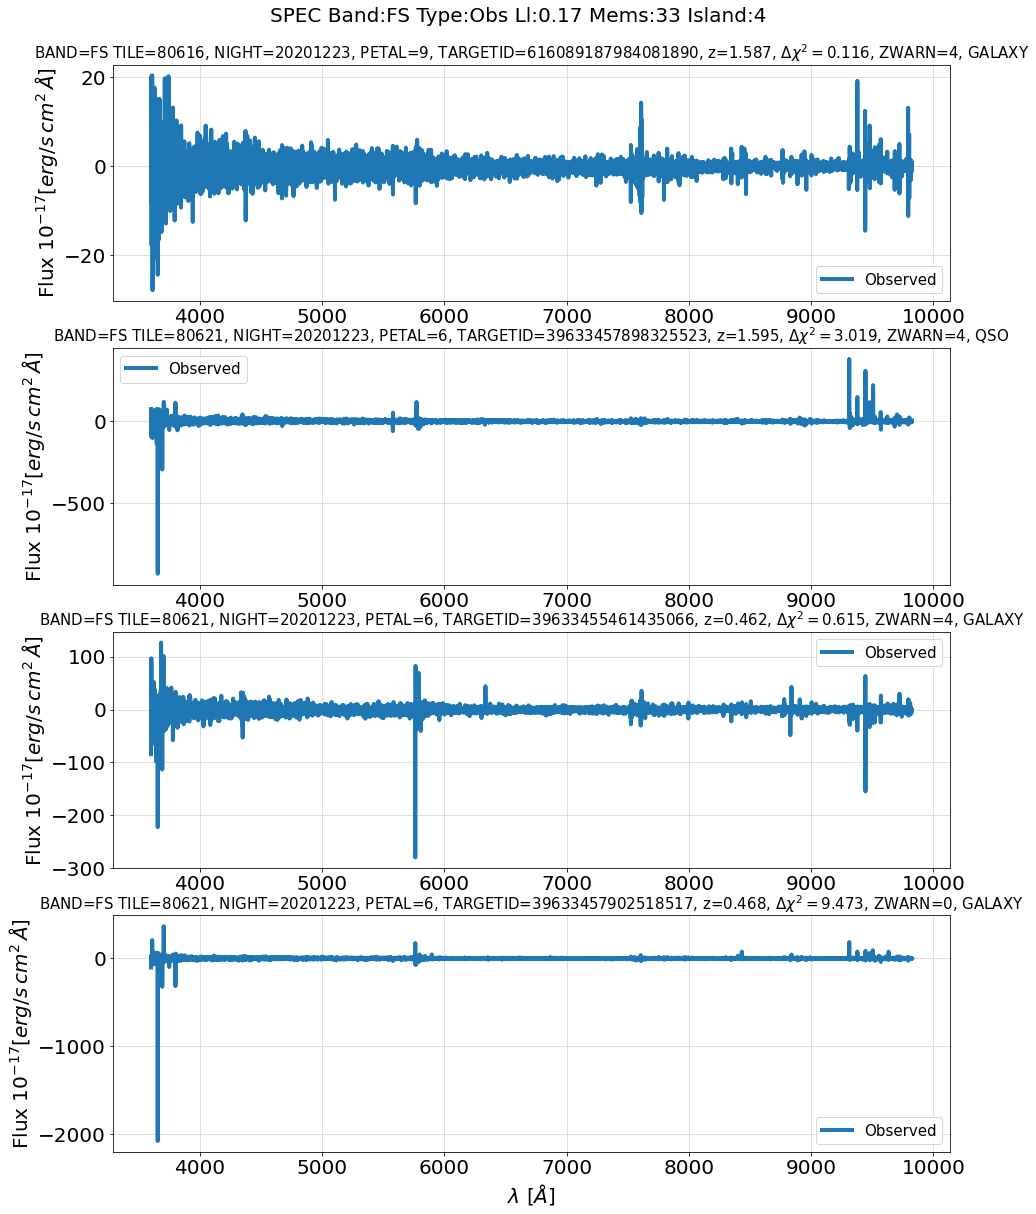 SPEC Band:FS Type:Obs Ll:0.17 Mems:33 Island:4
BAND=FS TILE=80616, NIGHT=20201223, PETAL=9, TARGETID=616089187984081890, z=1.587, Δχ² = 0.116, ZWARN=4, GALAXY
20
0
−20
Flux 10⁻¹⁷[erg/s cm² Å]
Observed
4000 5000 6000 7000 8000 9000 10000
BAND=FS TILE=80621, NIGHT=20201223, PETAL=6, TARGETID=39633457898325523, z=1.595, Δχ² = 3.019, ZWARN=4, QSO
Observed
0
−500
Flux 10⁻¹⁷[erg/s cm² Å]
4000 5000 6000 7000 8000 9000 10000
BAND=FS TILE=80621, NIGHT=20201223, PETAL=6, TARGETID=39633455461435066, z=0.462, Δχ² = 0.615, ZWARN=4, GALAXY
Observed
100
0
−100
−200
−300
Flux 10⁻¹⁷[erg/s cm² Å]
4000 5000 6000 7000 8000 9000 10000
BAND=FS TILE=80621, NIGHT=20201223, PETAL=6, TARGETID=39633457902518517, z=0.468, Δχ² = 9.473, ZWARN=0, GALAXY
0
−1000
−2000
Flux 10⁻¹⁷[erg/s cm² Å]
Observed
4000 5000 6000 7000 8000 9000 10000
λ [Å]